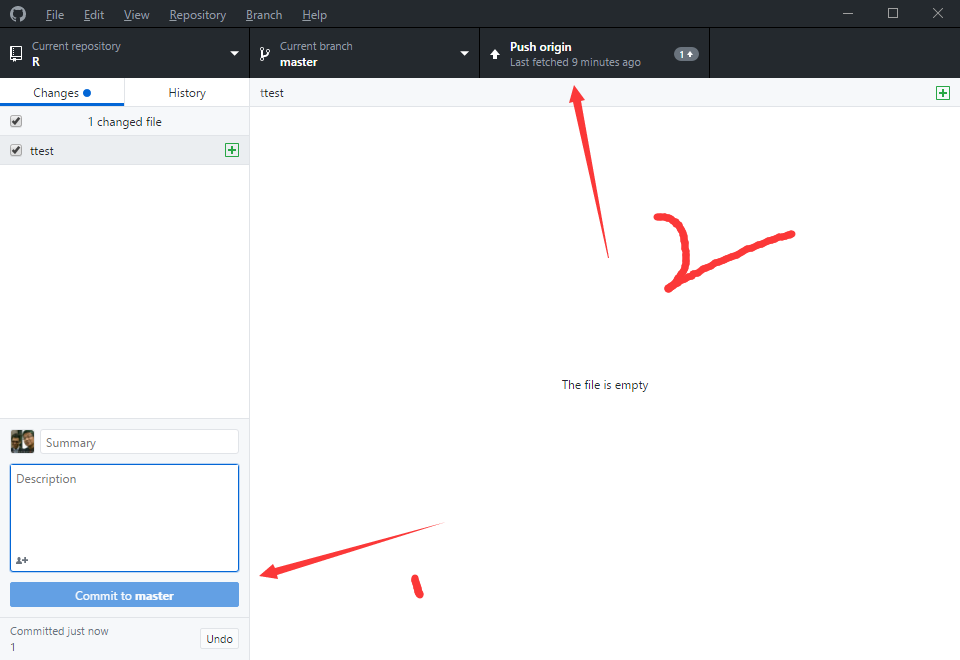 File Edit View Repository Branch Help
Current repository
R
Current branch
master
Push origin
Last fetched 9 minutes ago
1
Changes
History
ttest
1 changed file
ttest
2
The file is empty
Summary
Description
1
Commit to master
Committed just now
1
Undo